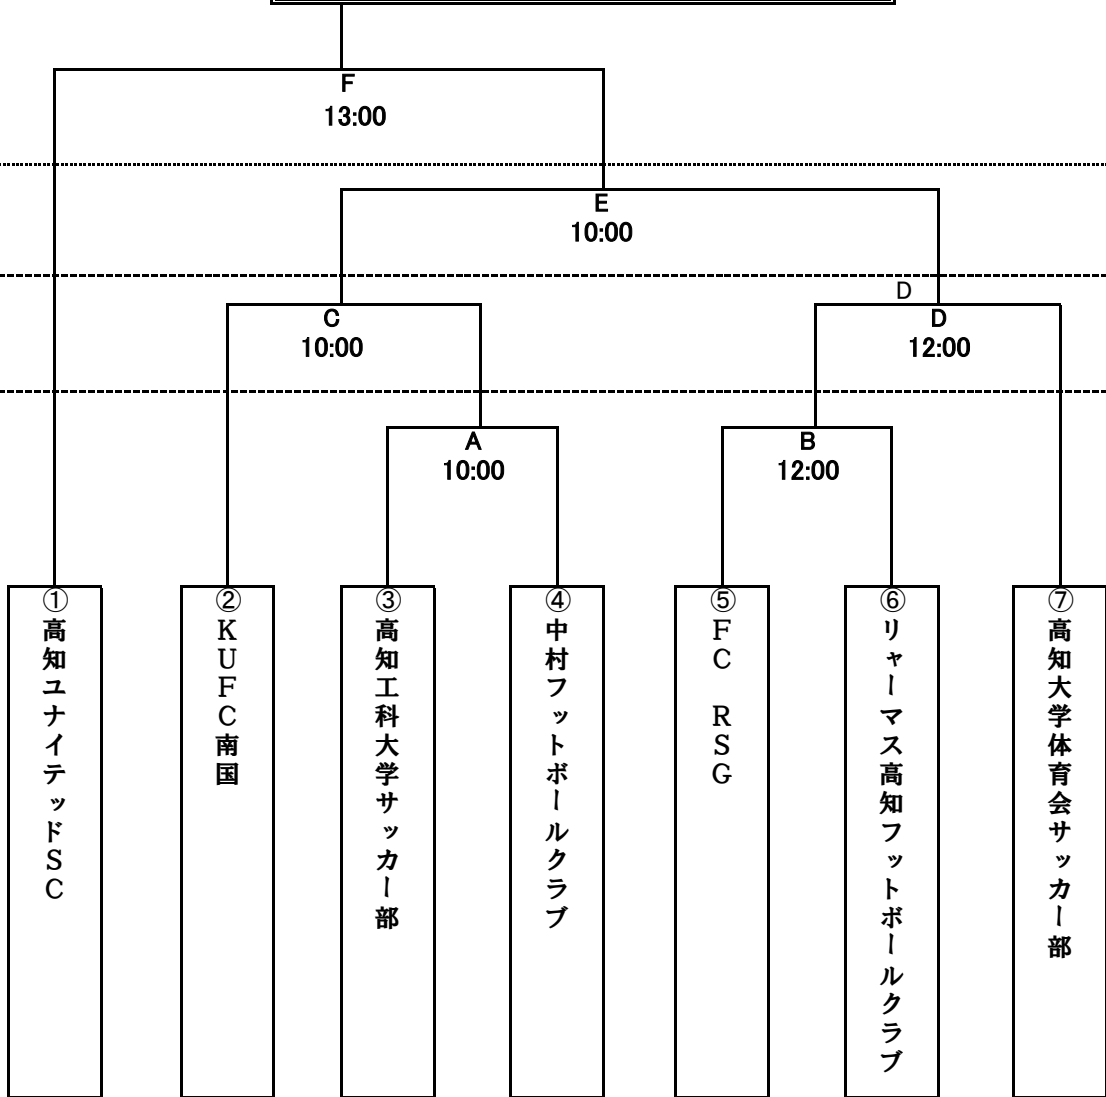 F
13:00
E
10:00
D
C
10:00
D
12:00
A
10:00
B
12:00
①高知ユナイテッドSC
②KUFC南国
③高知工科大学サッカー部
④中村フットボールクラブ
⑤FC RSG
⑥リャーマス高知フットボールクラブ
⑦高知大学体育会サッカー部